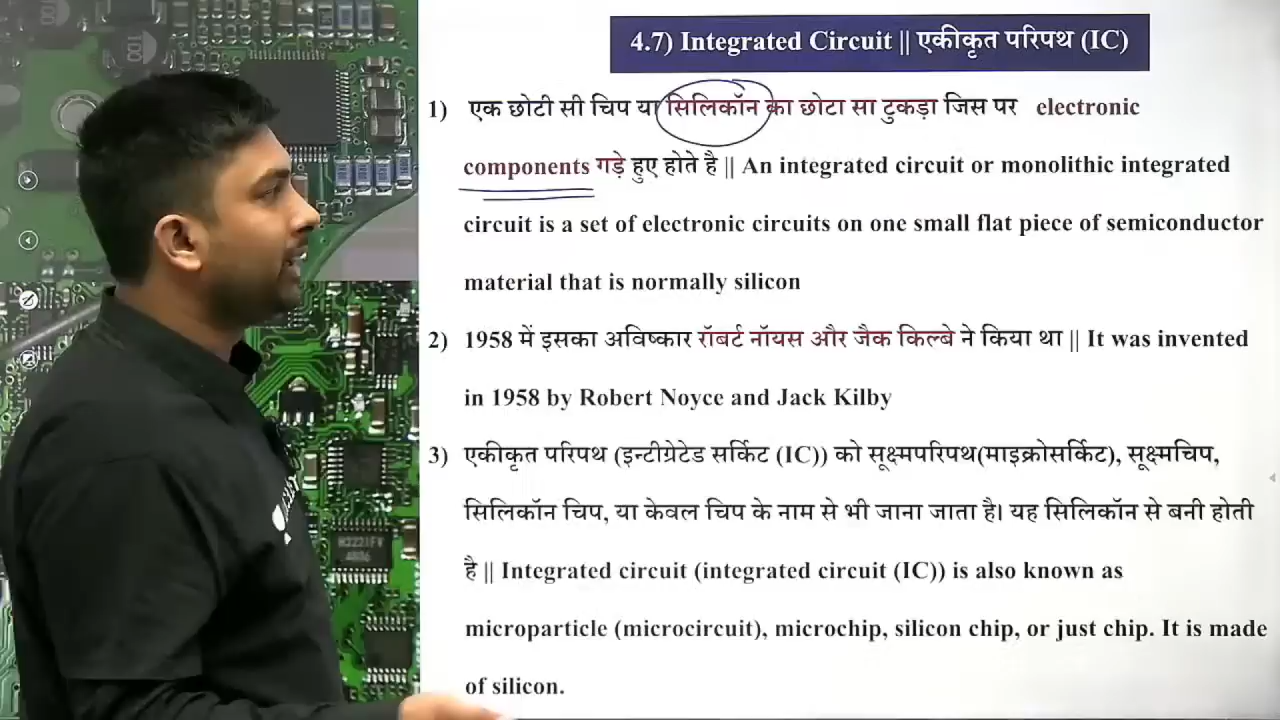 4.7) Integrated Circuit || एकीकृत परिपथ (IC)
1) एक छोटी सी चिप या सिलिकॉन का छोटा सा टुकड़ा जिस पर electronic
components गड़े हुए होते है || An integrated circuit or monolithic integrated
circuit is a set of electronic circuits on one small flat piece of semiconductor
material that is normally silicon
2) 1958 में इसका अविष्कार रॉबर्ट नॉयस और जैक किल्बे ने किया था || It was invented
in 1958 by Robert Noyce and Jack Kilby
3) एकीकृत परिपथ (इन्टीग्रेटेड सर्किट (IC)) को सूक्ष्मपरिपथ(माइक्रोसर्किट), सूक्ष्मचिप,
सिलिकॉन चिप, या केवल चिप के नाम से भी जाना जाता है। यह सिलिकॉन से बनी होती
है || Integrated circuit (integrated circuit (IC)) is also known as
microparticle (microcircuit), microchip, silicon chip, or just chip. It is made
of silicon.